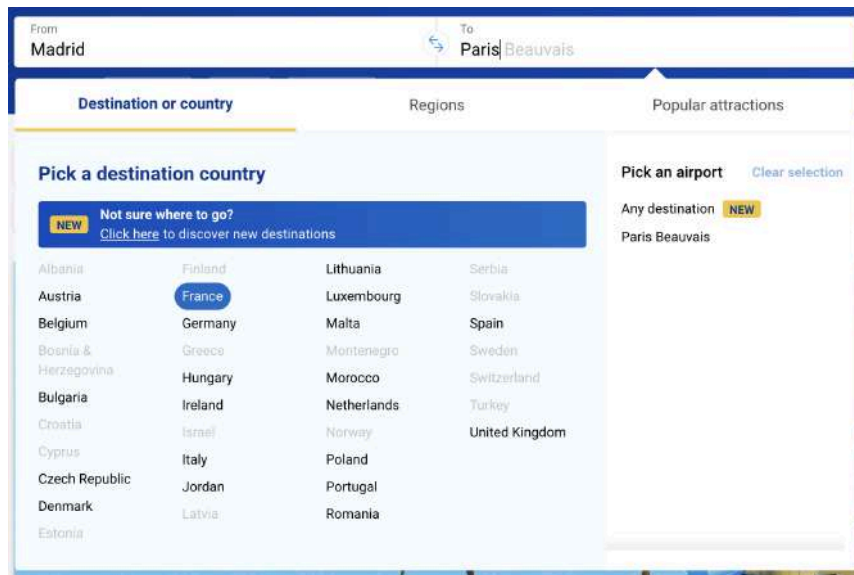 From
Madrid
To
Paris Beauvais
Destination or country
Regions
Popular attractions
Pick a destination country
NEW
Not sure where to go?
Click here to discover new destinations
Albania
Austria
Belgium
Bosnia &
Herzegovina
Bulgaria
Croatia
Cyprus
Czech Republic
Denmark
Estonia
Finland
France
Germany
Greece
Hungary
Ireland
Israel
Italy
Jordan
Latvia
Lithuania
Luxembourg
Malta
Montenegro
Morocco
Netherlands
Norway
Poland
Portugal
Romania
Serbia
Slovakia
Spain
Sweden
Switzerland
Turkey
United Kingdom
Pick an airport
Clear selection
Any destination NEW
Paris Beauvais